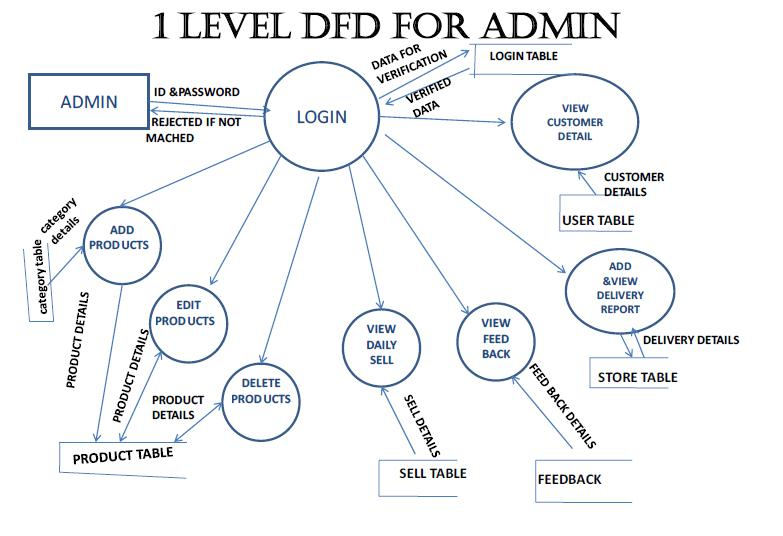 1 LEVEL DFD FOR ADMIN
ADMIN
ID &PASSWORD
REJECTED IF NOT
MACHED
LOGIN
DATA FOR
VERIFICATION
VERIFIED
DATA
LOGIN TABLE
VIEW
CUSTOMER
DETAIL
CUSTOMER
DETAILS
USER TABLE
category
details
category table
ADD
PRODUCTS
EDIT
PRODUCTS
DELETE
PRODUCTS
VIEW
DAILY
SELL
VIEW
FEED
BACK
ADD
&VIEW
DELIVERY
REPORT
DELIVERY DETAILS
STORE TABLE
PRODUCT DETAILS
PRODUCT DETAILS
PRODUCT
DETAILS
PRODUCT TABLE
SELL DETAILS
SELL TABLE
FEED BACK DETAILS
FEEDBACK